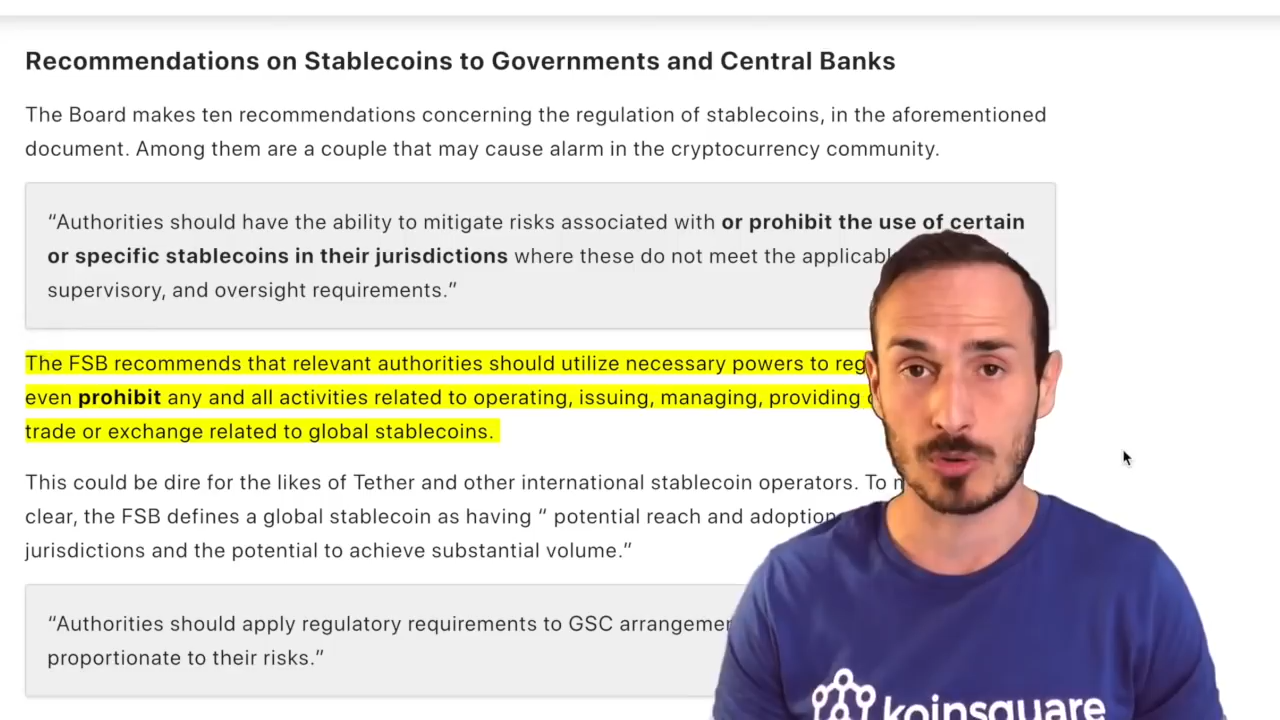 Recommendations on Stablecoins to Governments and Central Banks
The Board makes ten recommendations concerning the regulation of stablecoins, in the aforementioned
document. Among them are a couple that may cause alarm in the cryptocurrency community.
“Authorities should have the ability to mitigate risks associated with or prohibit the use of certain
or specific stablecoins in their jurisdictions where these do not meet the
supervisory, and oversight requirements.”
The FSB recommends that relevant authorities should utilize necessary powers to
even prohibit any and all activities related to operating, issuing, managing, providing
trade or exchange related to global stablecoins.
This could be dire for the likes of Tether and other international stablecoin operators. To
clear, the FSB defines a global stablecoin as having “ potential reach and adoption
jurisdictions and the potential to achieve substantial volume.”
“Authorities should apply regulatory requirements to GSC
proportionate to their risks.”
koinsquare